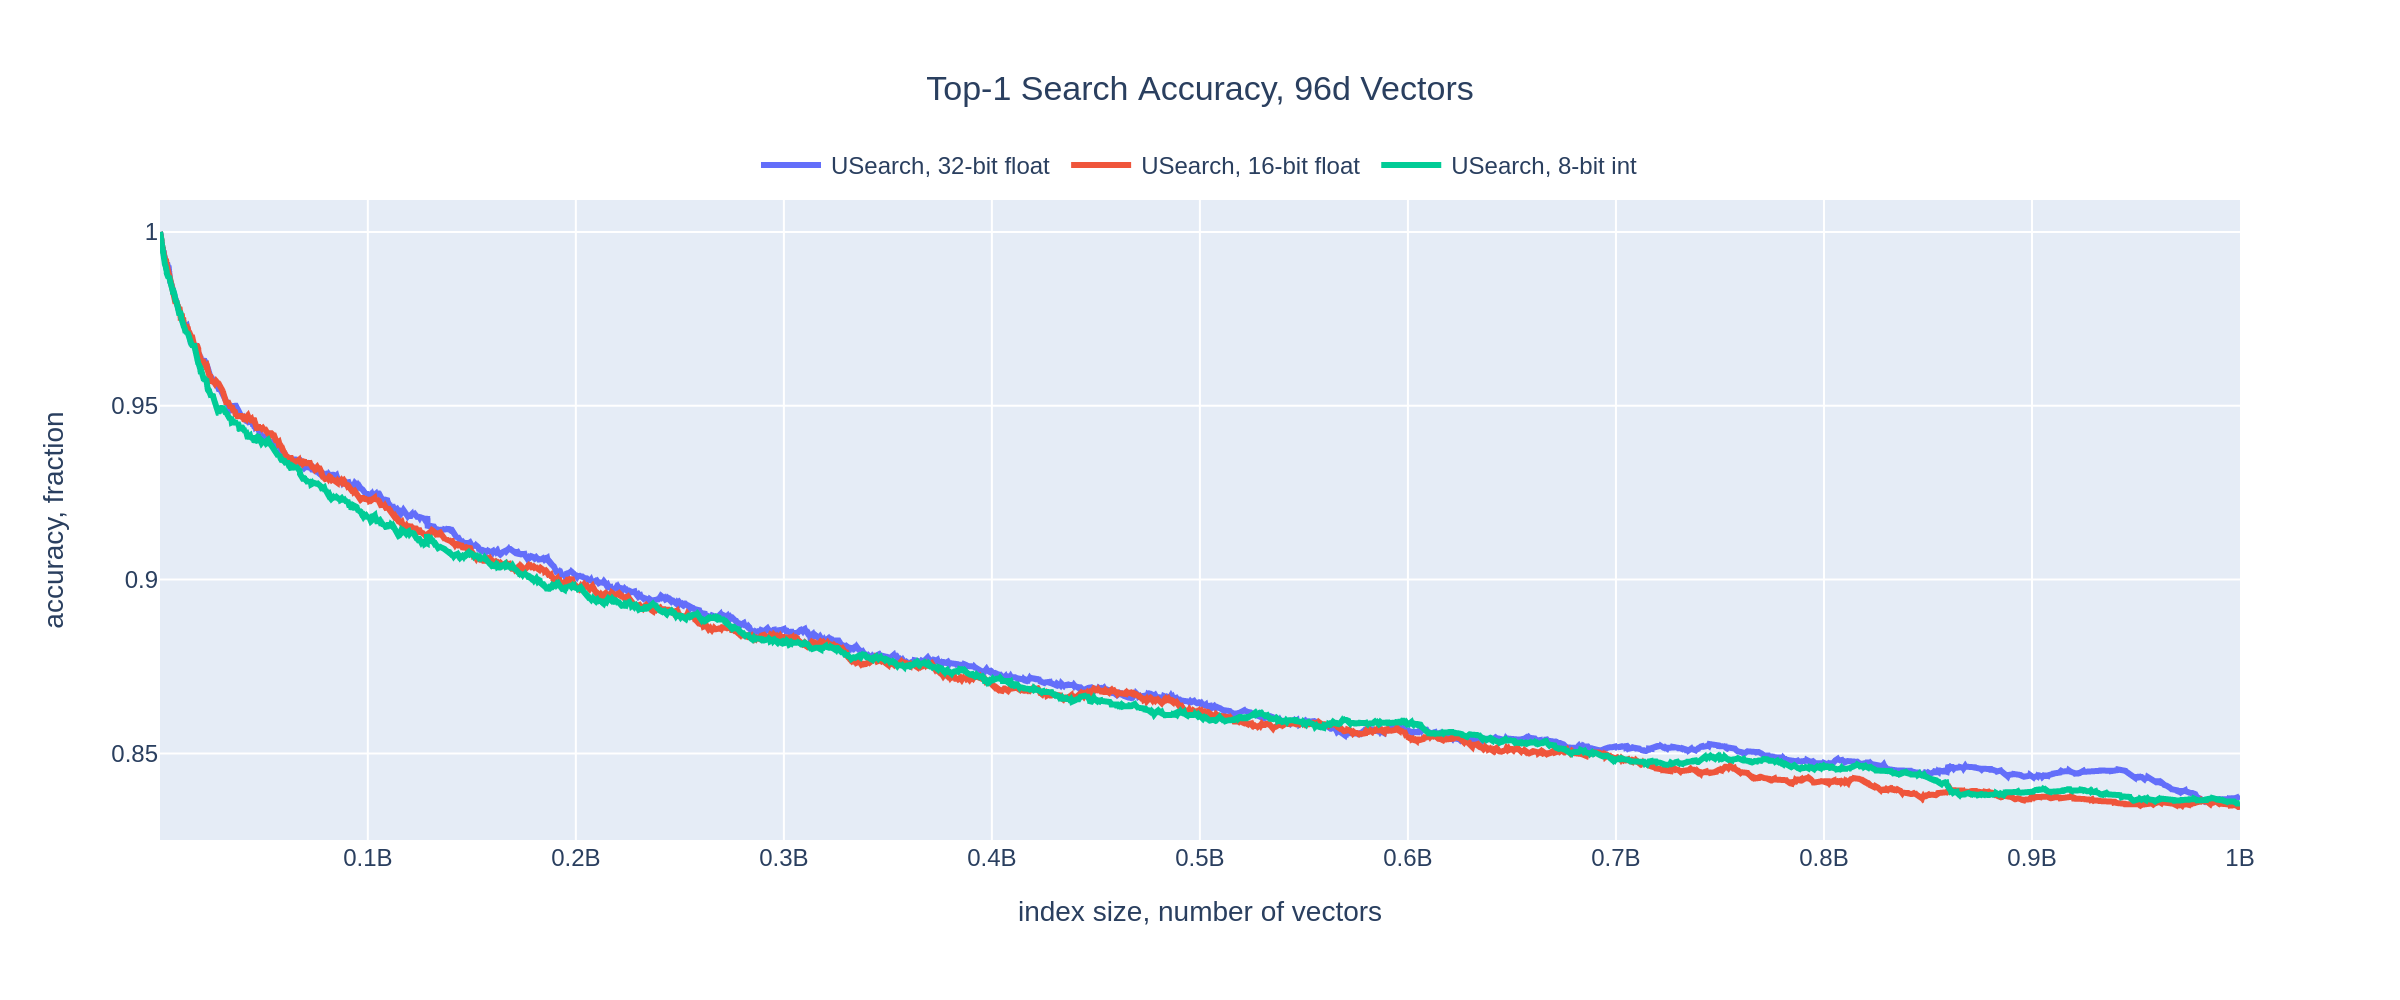 Top-1 Search Accuracy, 96d Vectors
USearch, 32-bit float USearch, 16-bit float USearch, 8-bit int
1
0.95
0.9
0.85
accuracy, fraction
0.1B 0.2B 0.3B 0.4B 0.5B 0.6B 0.7B 0.8B 0.9B 1B
index size, number of vectors